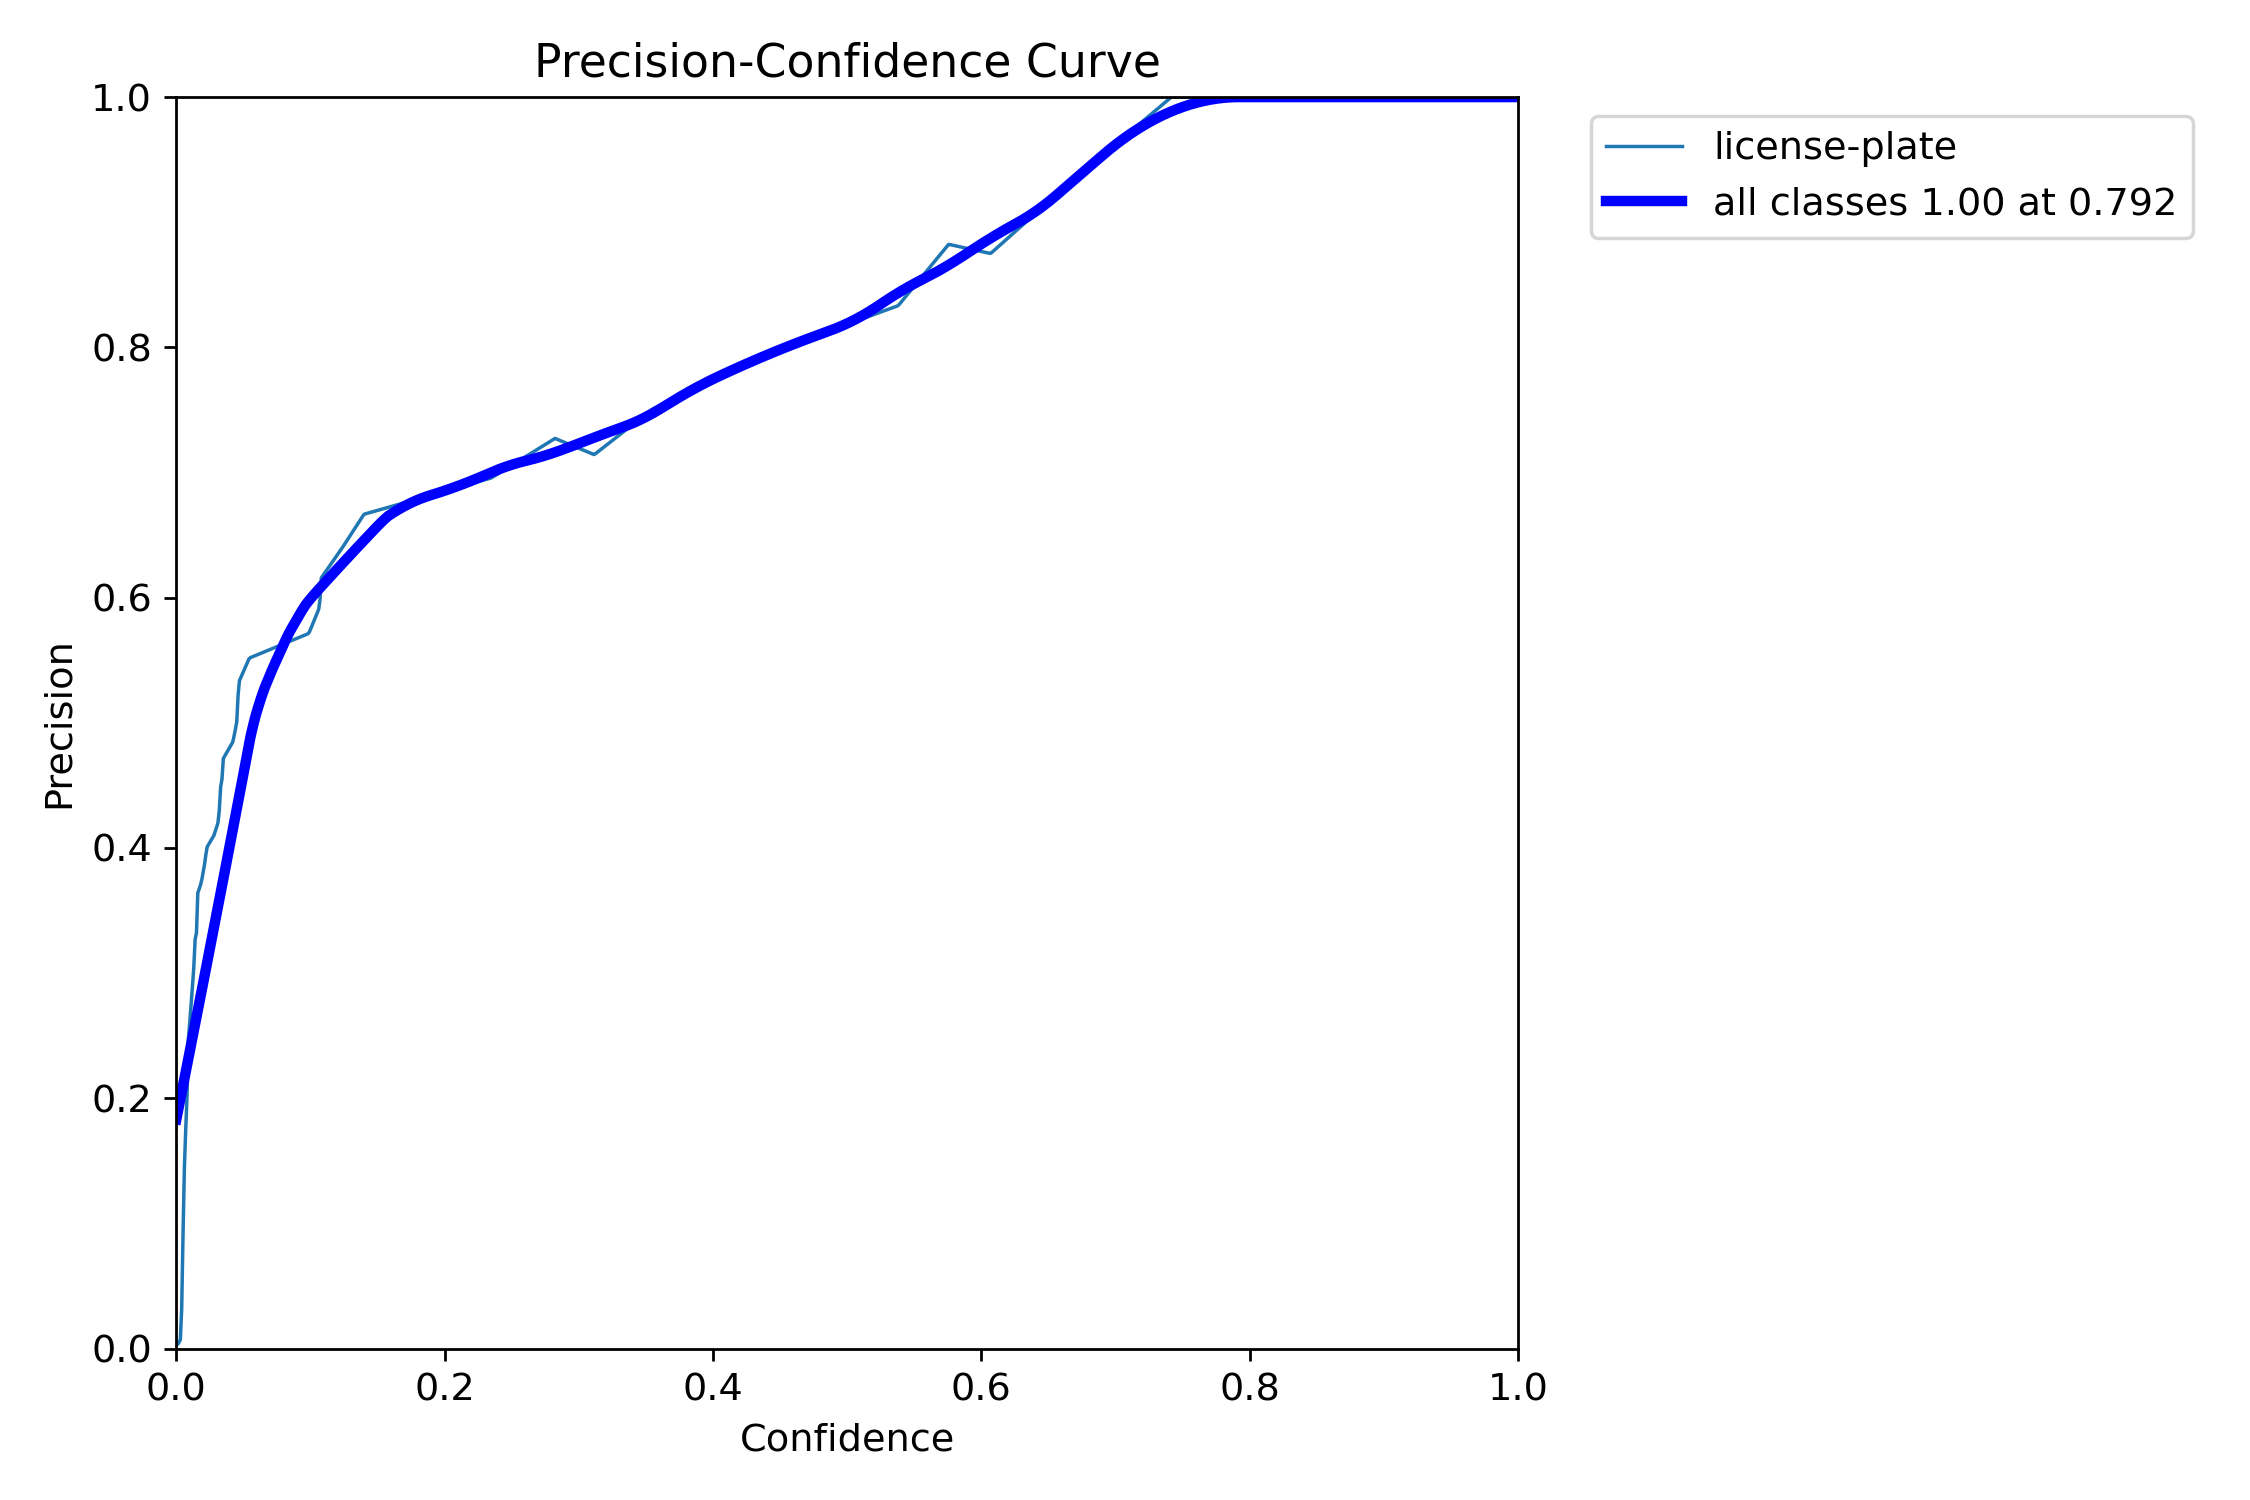 Precision-Confidence Curve
1.0
0.8
0.6
0.4
0.2
0.0
Precision
0.0 0.2 0.4 0.6 0.8 1.0
Confidence
license-plate
all classes 1.00 at 0.792